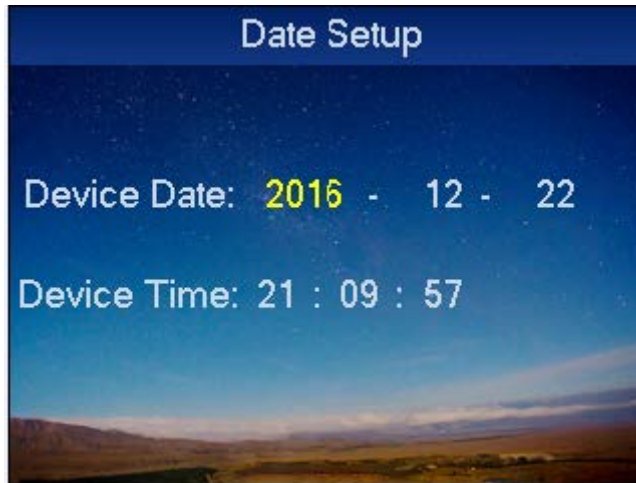 Date Setup
Device Date: 2016 - 12 - 22
Device Time: 21 : 09 : 57